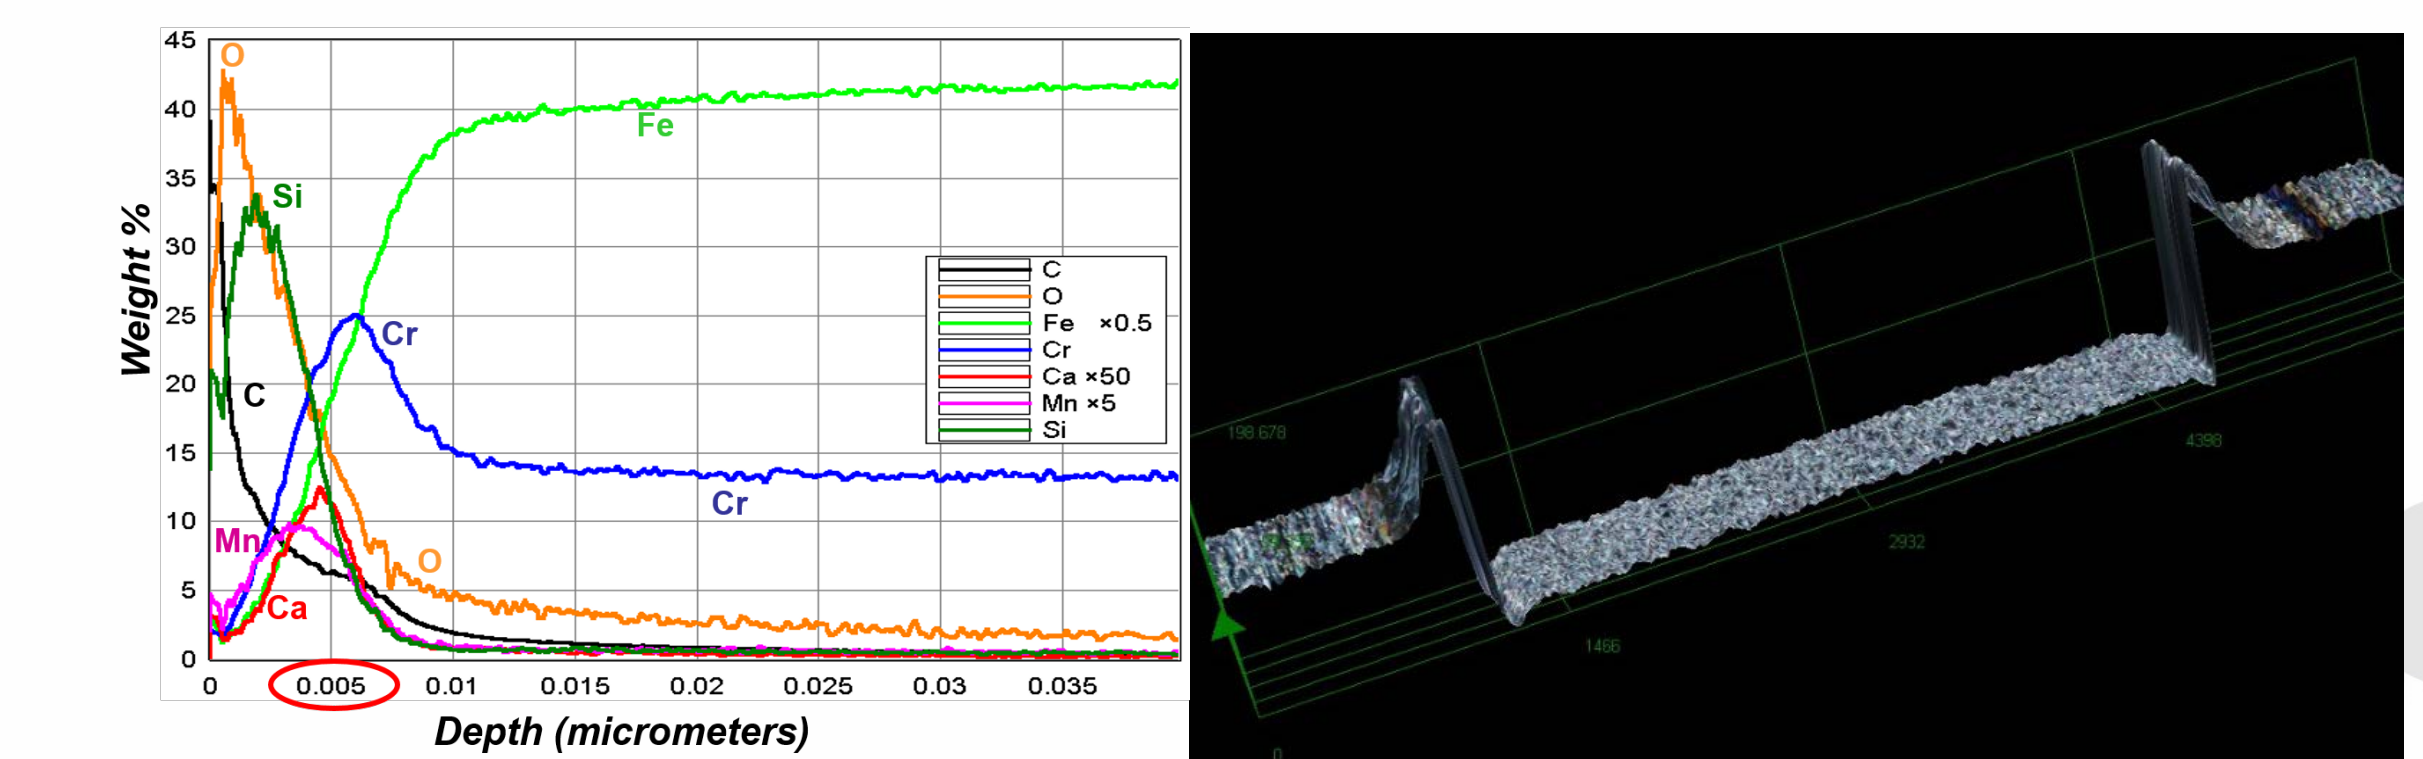 45
40
35
30
25
20
15
10
5
0
Weight %
O
Si
Fe
Cr
C
Cr
Mn
O
Ca
C
O
Fe ×0.5
Cr
Ca ×50
Mn ×5
Si
0 0.005 0.01 0.015 0.02 0.025 0.03 0.035
Depth (micrometers)
198.678
4398
2932
1466
0